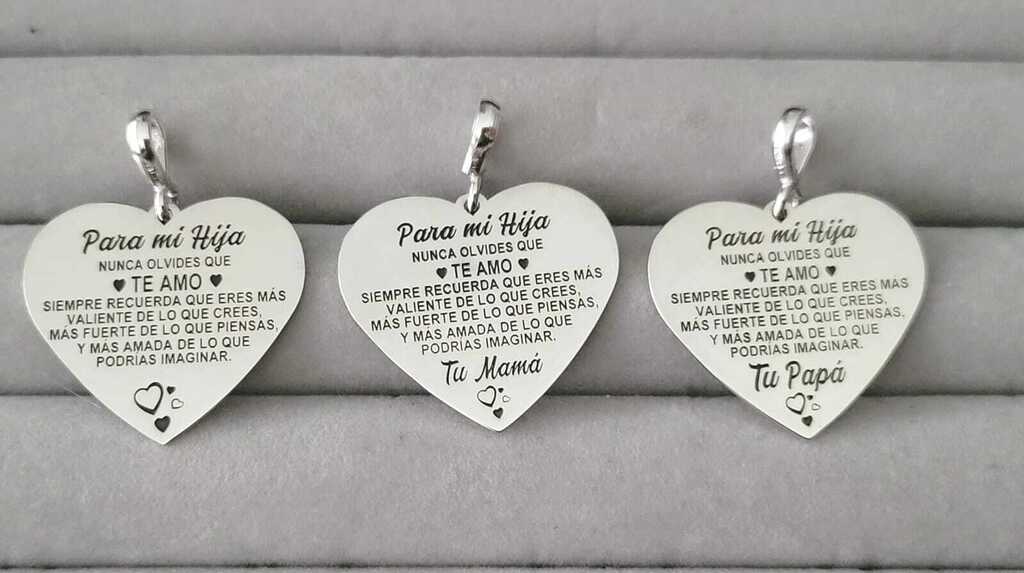 Para mi Hija
NUNCA OLVIDES QUE
♥ TE AMO ♥
SIEMPRE RECUERDA QUE ERES MÁS
VALIENTE DE LO QUE CREES,
MÁS FUERTE DE LO QUE PIENSAS,
Y MÁS AMADA DE LO QUE
PODRÍAS IMAGINAR.
Para mi Hija
NUNCA OLVIDES QUE
♥ TE AMO ♥
SIEMPRE RECUERDA QUE ERES MÁS
VALIENTE DE LO QUE CREES,
MÁS FUERTE DE LO QUE PIENSAS,
Y MÁS AMADA DE LO QUE
PODRÍAS IMAGINAR.
Tu Mamá
Para mi Hija
NUNCA OLVIDES QUE
♥ TE AMO ♥
SIEMPRE RECUERDA QUE ERES MÁS
VALIENTE DE LO QUE CREES,
MÁS FUERTE DE LO QUE PIENSAS,
Y MÁS AMADA DE LO QUE
PODRÍAS IMAGINAR.
Tu Papá